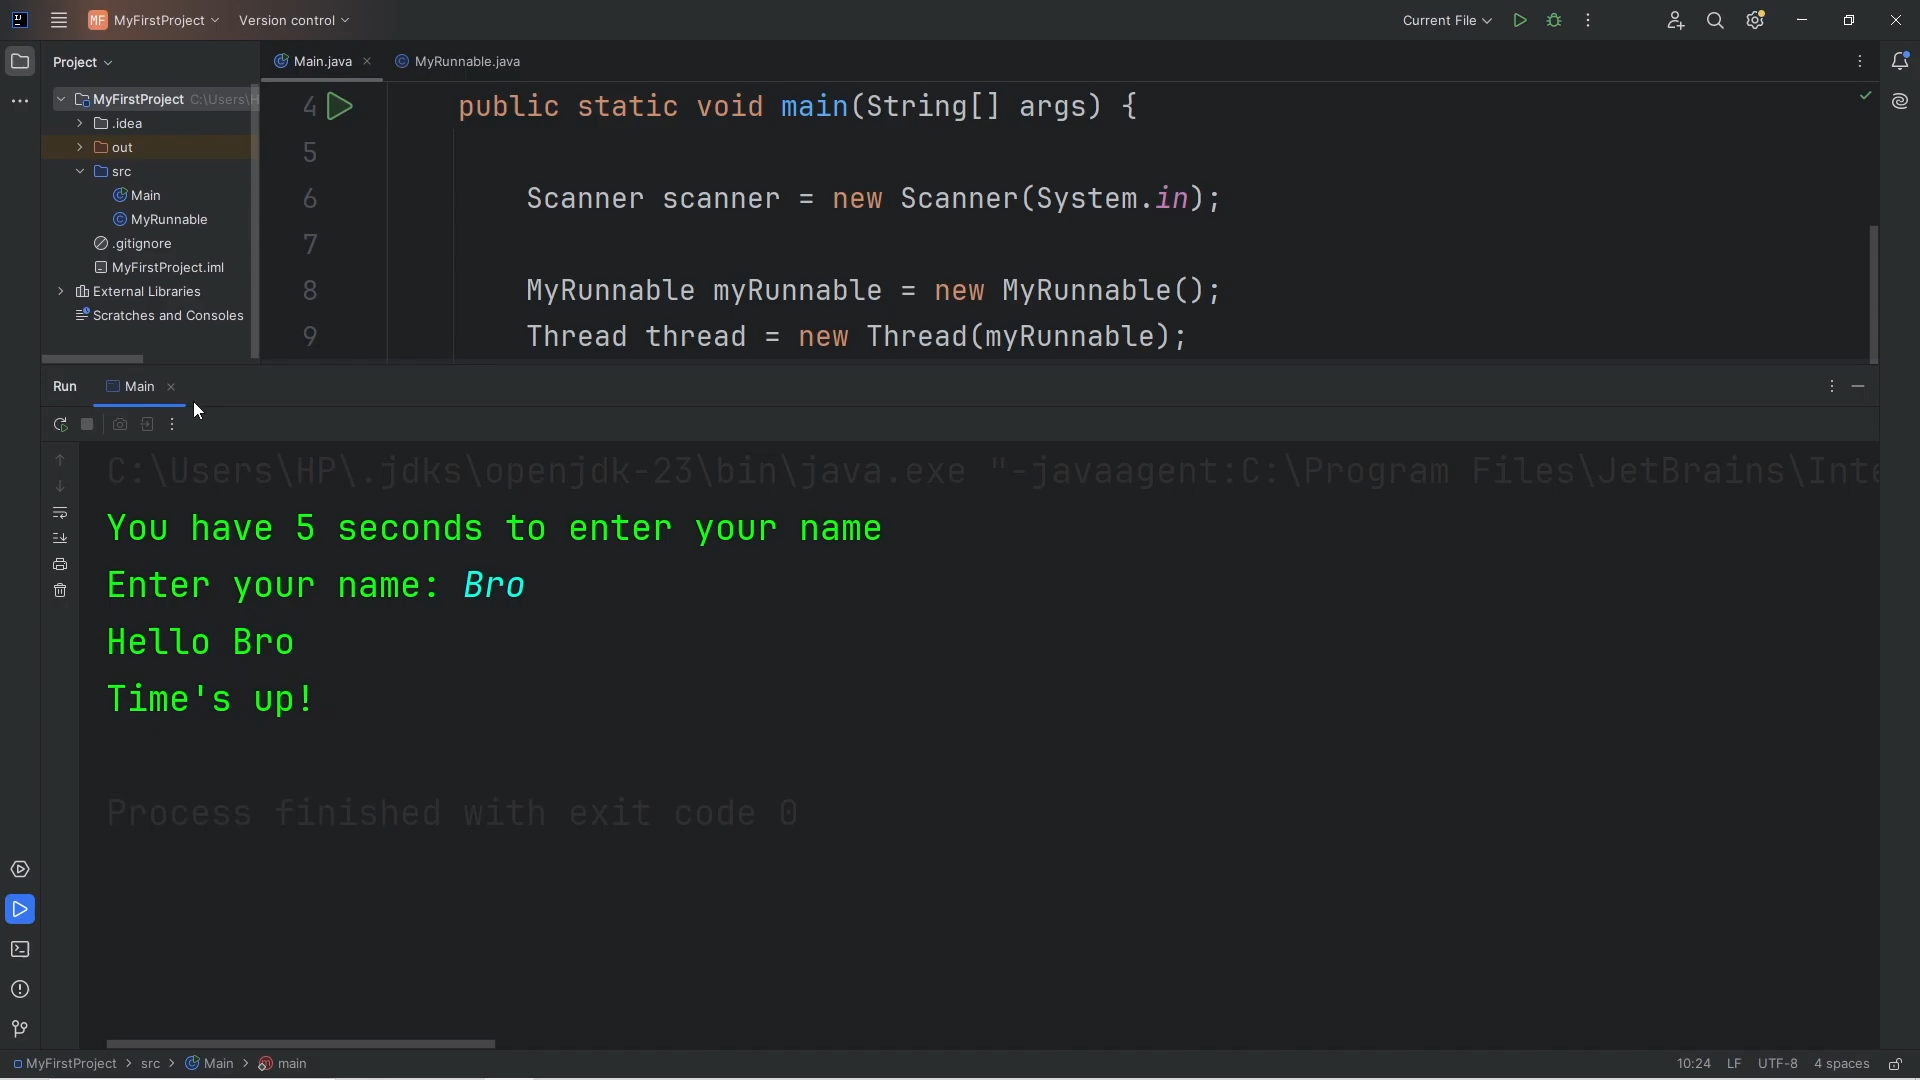 MF MyFirstProject Version control Current File
Project
Main.java MyRunnable.java
MyFirstProject C:\Users\H
.idea
out
src
Main
MyRunnable
.gitignore
MyFirstProject.iml
External Libraries
Scratches and Consoles
4 public static void main(String[] args) {
5
6 Scanner scanner = new Scanner(System.in);
7
8 MyRunnable myRunnable = new MyRunnable();
9 Thread thread = new Thread(myRunnable);
Run Main
C:\Users\HP\.jdks\openjdk-23\bin\java.exe "-javaagent:C:\Program Files\JetBrains\Inte
You have 5 seconds to enter your name
Enter your name: Bro
Hello Bro
Time's up!
Process finished with exit code 0
MyFirstProject > src > Main > main 10:24 LF UTF-8 4 spaces